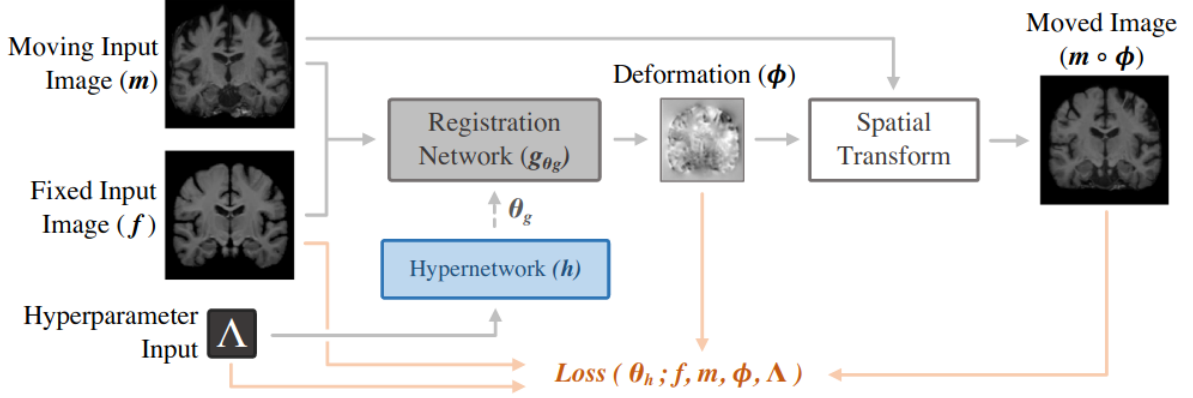 Moving Input
Image (m)
Fixed Input
Image (f)
Hyperparameter
Input
Λ
Registration
Network (g_θg)
θg
Hypernetwork (h)
Deformation (ϕ)
Spatial
Transform
Moved Image
(m ∘ ϕ)
Loss ( θh ; f, m, ϕ, Λ )